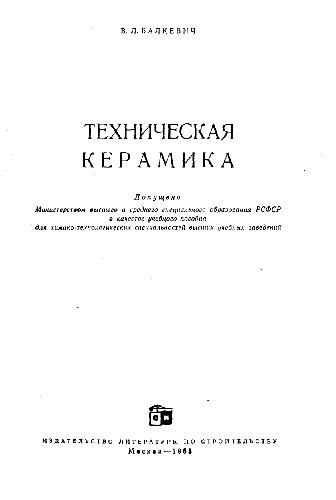 В. Л. БАЛКЕВИЧ
ТЕХНИЧЕСКАЯ
КЕРАМИКА
Допущено
Министерством высшего и среднего специального образования РСФСР
в качестве учебного пособия
для химико-технологических специальностей высших учебных заведений
ИЗДАТЕЛЬСТВО ЛИТЕРАТУРЫ ПО СТРОИТЕЛЬСТВУ
Москва—1968